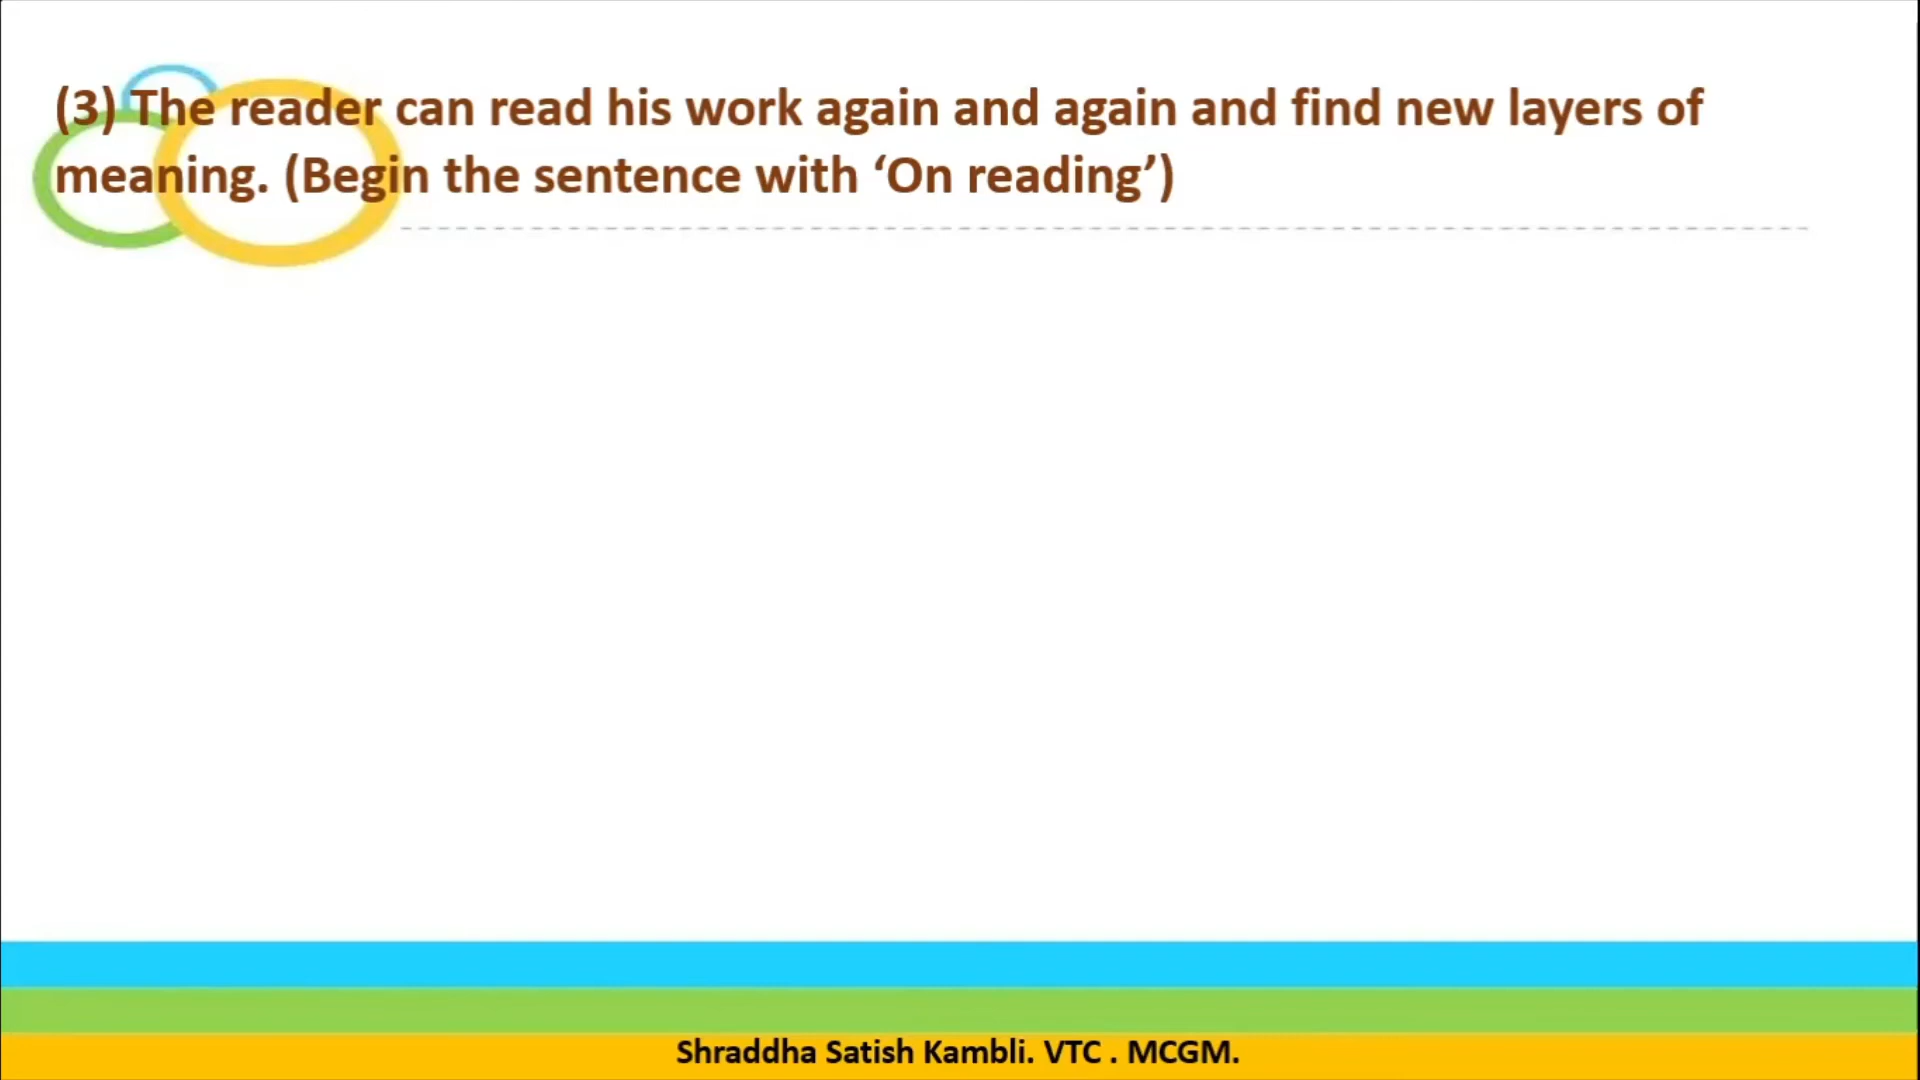 (3) The reader can read his work again and again and find new layers of
meaning. (Begin the sentence with ‘On reading’)
Shraddha Satish Kambli. VTC . MCGM.